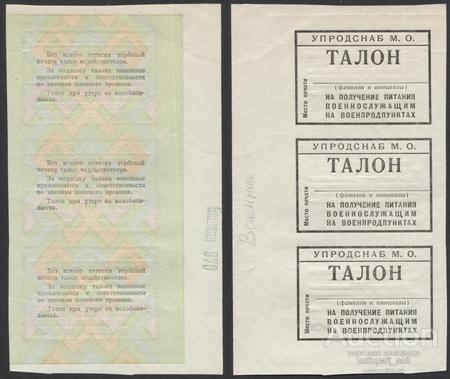 Без ясного оттиска гербовой
печати талон недействителен.
За подделку талона виновные
привлекаются к ответственности
по законам военного времени.
Талон при утере не возобнов-
ляется.
Без ясного оттиска гербовой
печати талон недействителен.
За подделку талона виновные
привлекаются к ответственности
по законам военного времени.
Талон при утере не возобнов-
ляется.
Без ясного оттиска гербовой
печати талон недействителен.
За подделку талона виновные
привлекаются к ответственности
по законам военного времени.
Талон при утере не возобнов-
ляется.
Военное
УПРОДСНАБ М. О.
ТАЛОН
(фамилия и инициалы)
НА ПОЛУЧЕНИЕ ПИТАНИЯ
ВОЕННОСЛУЖАЩИМ
НА ВОЕНПРОДПУНКТАХ
Место печати
УПРОДСНАБ М. О.
ТАЛОН
(фамилия и инициалы)
НА ПОЛУЧЕНИЕ ПИТАНИЯ
ВОЕННОСЛУЖАЩИМ
НА ВОЕНПРОДПУНКТАХ
Место печати
УПРОДСНАБ М. О.
ТАЛОН
(фамилия и инициалы)
НА ПОЛУЧЕНИЕ ПИТАНИЯ
ВОЕННОСЛУЖАЩИМ
НА ВОЕНПРОДПУНКТАХ
Место печати
Auction